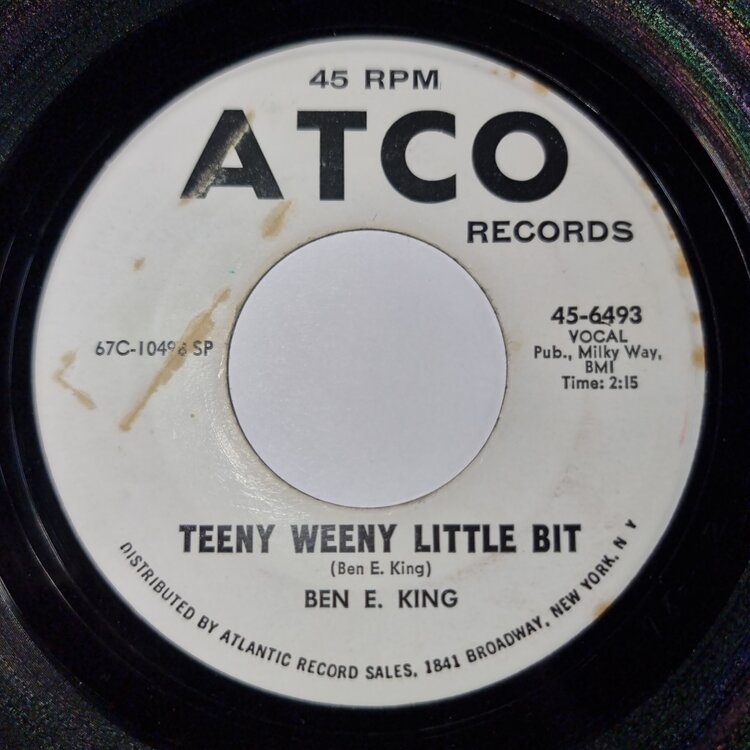 45 RPM
ATCO
RECORDS
45-6493
VOCAL
Pub., Milky Way,
BMI
Time: 2:15
SP
TEENY WEENY LITTLE BIT
(Ben E. King)
BEN E. KING
DISTRIBUTED BY ATLANTIC RECORD SALES, 1841 BROADWAY, NEW YORK, N Y